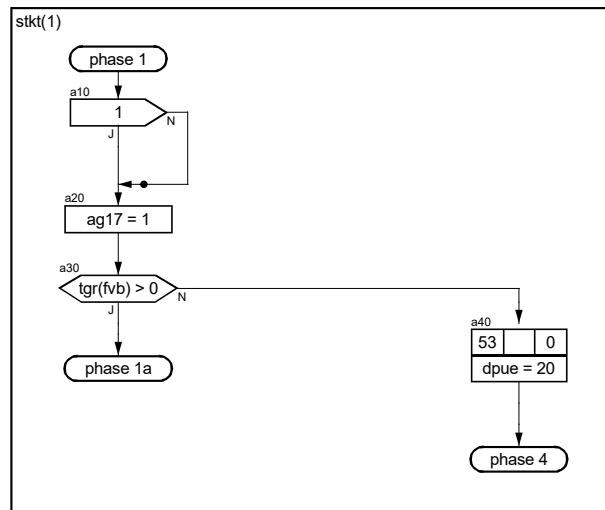 stkt(1)
phase 1
a10
1
N
J
a20
ag17 = 1
a30
tgr(fvb) > 0
N
J
a40
53 0
phase 1a
dpue = 20
phase 4